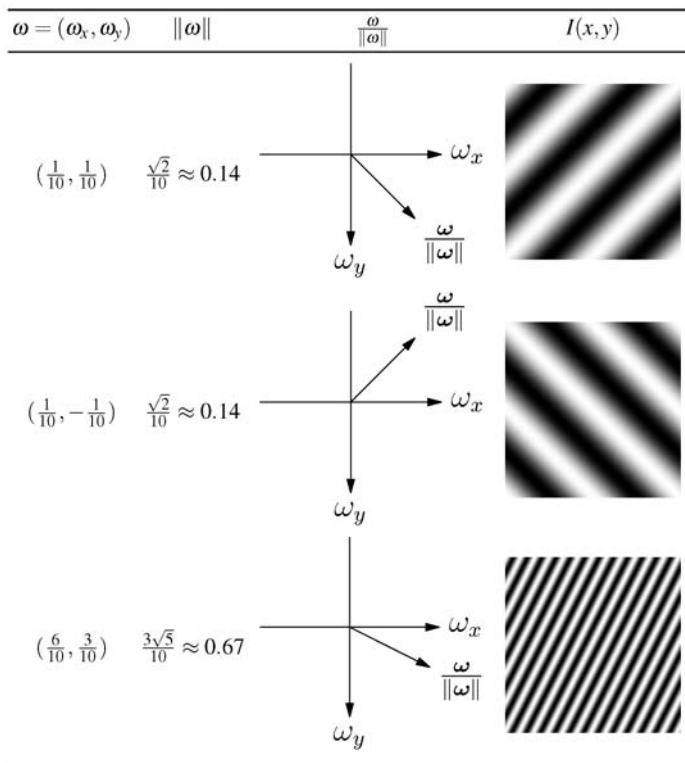 ω = (ωx, ωy) ‖ω‖ ω/‖ω‖ I(x, y)
(1/10, 1/10) √2/10 ≈ 0.14 ωx
ω/‖ω‖
ωy
ω/‖ω‖
(1/10, −1/10) √2/10 ≈ 0.14 ωx
ωy
(6/10, 3/10) 3√5/10 ≈ 0.67 ωx
ω/‖ω‖
ωy